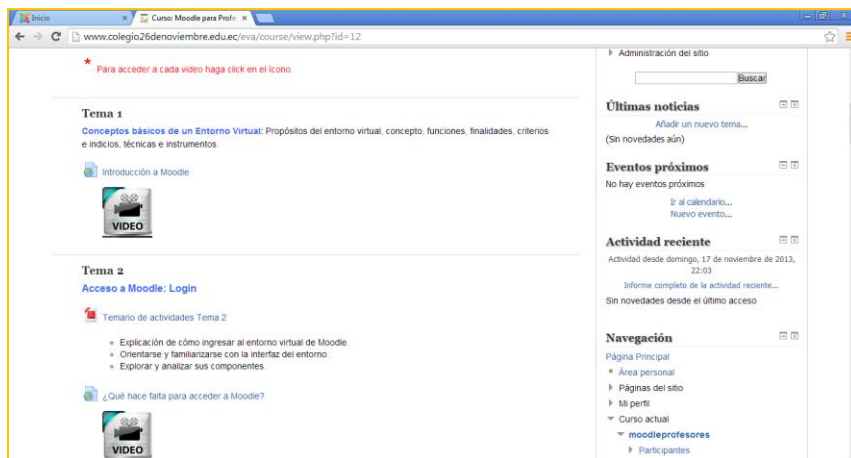 Inicio
Curso: Moodle para Profe
www.colegio26denoviembre.edu.ec/eva/course/view.php?id=12
* Para acceder a cada video haga click en el ícono.
Tema 1
Conceptos básicos de un Entorno Virtual: Propósitos del entorno virtual, concepto, funciones, finalidades, criterios
e indicios, técnicas e instrumentos.
Introducción a Moodle
VIDEO
Tema 2
Acceso a Moodle: Login
Temario de actividades Tema 2
Explicación de cómo ingresar al entorno virtual de Moodle.
Orientarse y familiarizarse con la interfaz del entorno.
Explorar y analizar sus componentes.
¿Qué hace falta para acceder a Moodle?
VIDEO
Administración del sitio
Buscar
Últimas noticias
Añadir un nuevo tema...
(Sin novedades aún)
Eventos próximos
No hay eventos próximos
Ir al calendario...
Nuevo evento...
Actividad reciente
Actividad desde domingo, 17 de noviembre de 2013,
22:03
Informe completo de la actividad reciente...
Sin novedades desde el último acceso
Navegación
Página Principal
Área personal
Páginas del sitio
Mi perfil
Curso actual
moodleprofesores
Participantes